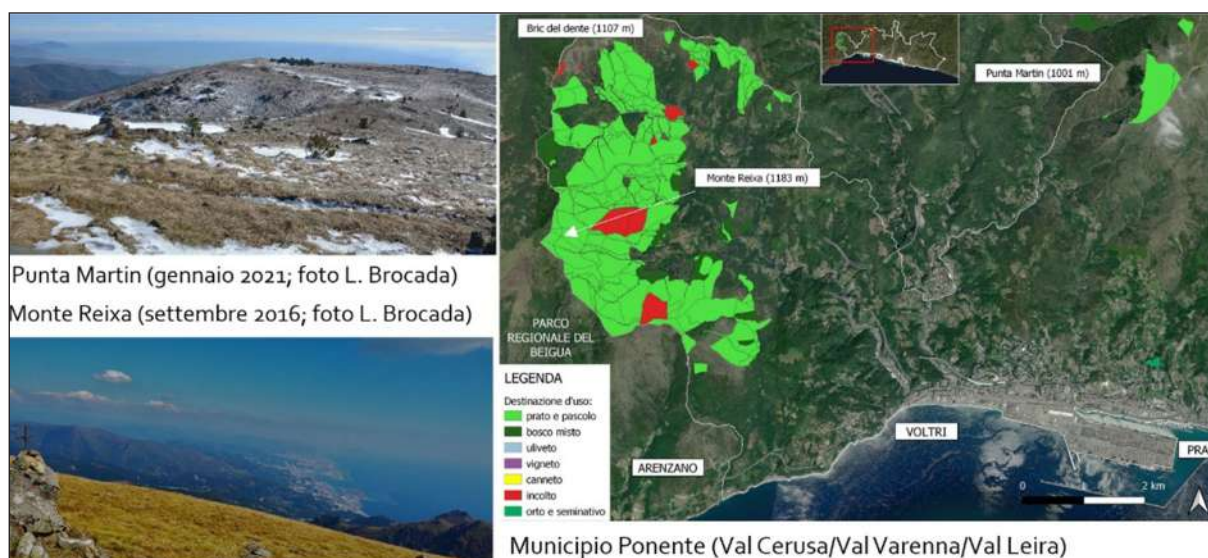 Punta Martin (gennaio 2021; foto L. Brocada)
Monte Reixa (settembre 2016; foto L. Brocada)
Bric del dente (1107 m)
Punta Martin (1001 m)
Monte Reixa (1183 m)
PARCO
REGIONALE DEL
BEIGUA
LEGENDA
Destinazione d'uso:
prato e pascolo
bosco misto
uliveto
vigneto
canneto
incolto
orto e seminativo
ARENZANO
VOLTRI
PRA
0 2 km
Municipio Ponente (Val Cerusa/Val Varenna/Val Leira)